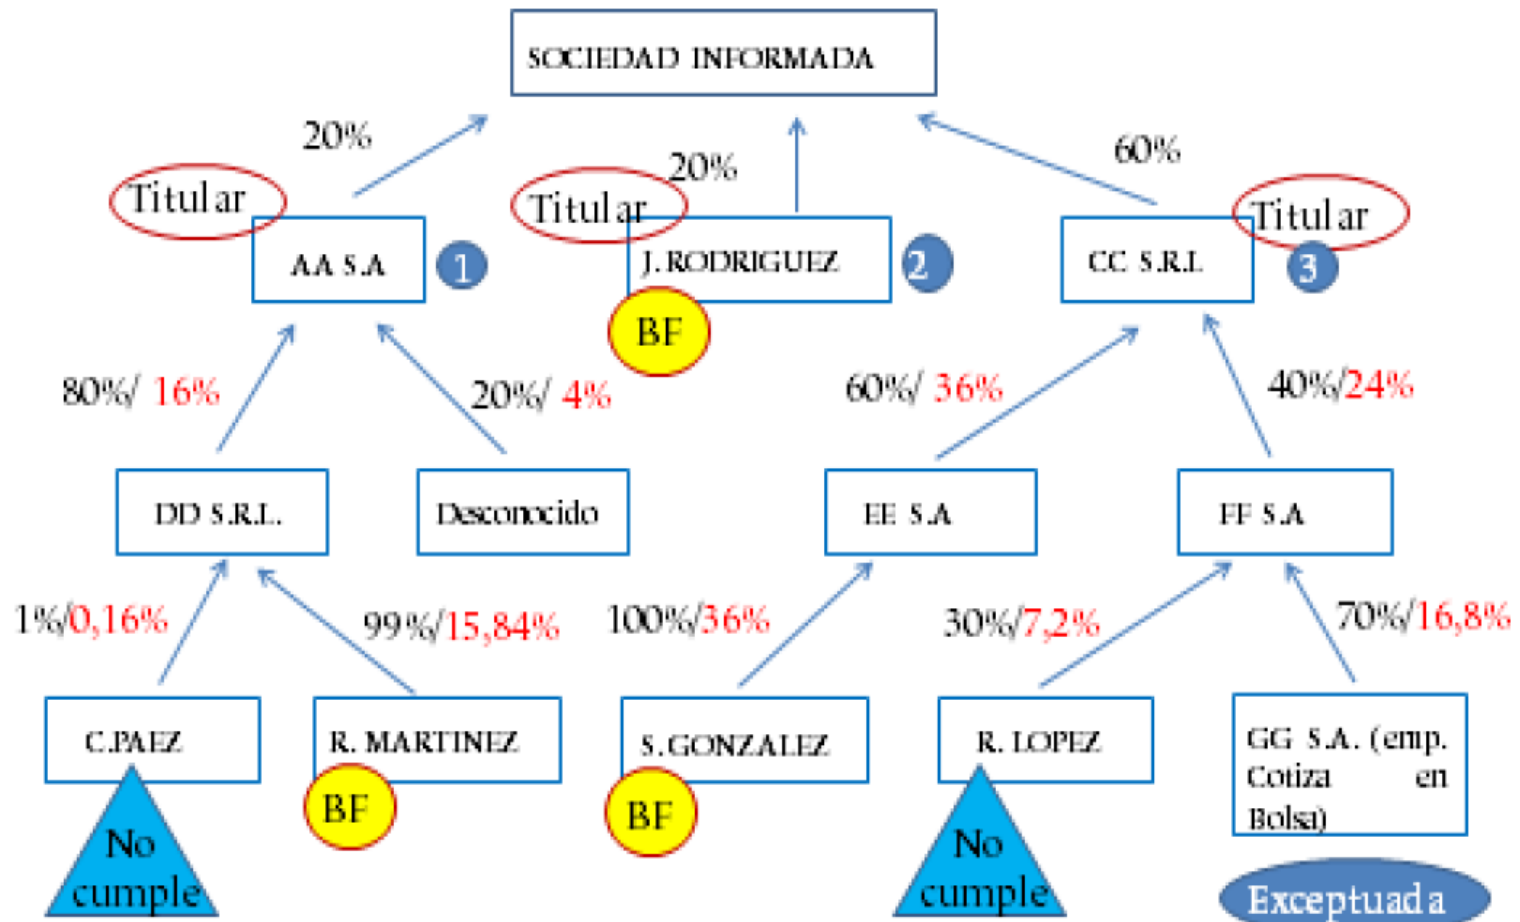 SOCIEDAD INFORMADA
20%
20%
60%
Titular
Titular
Titular
AA S.A
1
J. RODRIGUEZ
2
CC S.R.L
3
BF
80%/ 16%
20%/ 4%
60%/ 36%
40%/24%
DD S.R.L.
Desconocido
EE S.A
FF S.A
1%/0,16%
99%/15,84%
100%/36%
30%/7,2%
70%/16,8%
C.PAEZ
R. MARTINEZ
S.GONZALEZ
R. LOPEZ
GG S.A. (emp.
Cotiza en
Bolsa)
BF
BF
No
cumple
No
cumple
Exceptuada